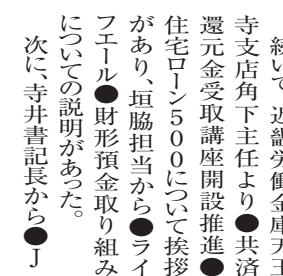 続いて、近畿労働金庫天王
寺支店角下主任より●共済
還元金受取講座開設推進●
住宅ローン500について挨拶
があり、垣脇担当から●ライ
フエール●財形預金取り組み
についての説明があった。
次に、寺井書記長から●J